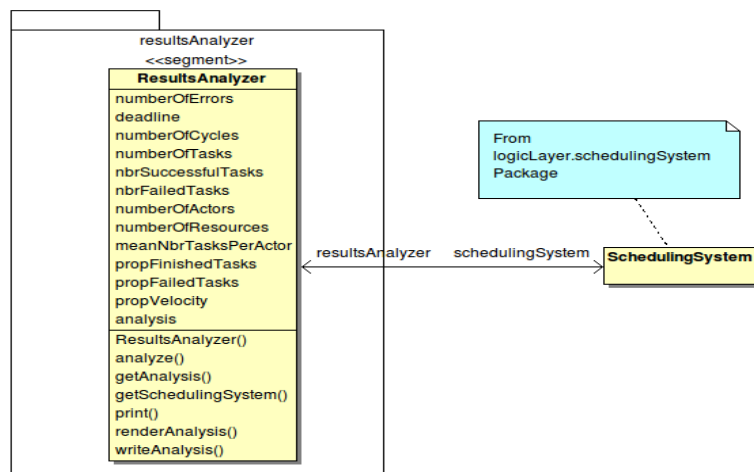 resultsAnalyzer
<<segment>>
ResultsAnalyzer
numberOfErrors
deadline
numberOfCycles
numberOfTasks
nbrSuccessfulTasks
nbrFailedTasks
numberOfActors
numberOfResources
meanNbrTasksPerActor
propFinishedTasks
propFailedTasks
propVelocity
analysis
ResultsAnalyzer()
analyze()
getAnalysis()
getSchedulingSystem()
print()
renderAnalysis()
writeAnalysis()
resultsAnalyzer schedulingSystem
From
logicLayer.schedulingSystem
Package
SchedulingSystem